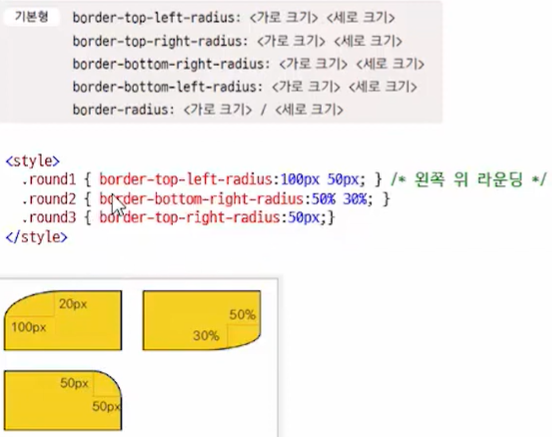 기본형
border-top-left-radius: <가로 크기> <세로 크기>
border-top-right-radius: <가로 크기> <세로 크기>
border-bottom-right-radius: <가로 크기> <세로 크기>
border-bottom-left-radius: <가로 크기> <세로 크기>
border-radius: <가로 크기> / <세로 크기>
<style>
.round1 { border-top-left-radius:100px 50px; } /* 왼쪽 위 라운딩 */
.round2 { border-bottom-right-radius:50% 30%; }
.round3 { border-top-right-radius:50px;}
</style>
20px
100px
50%
30%
50px
50px